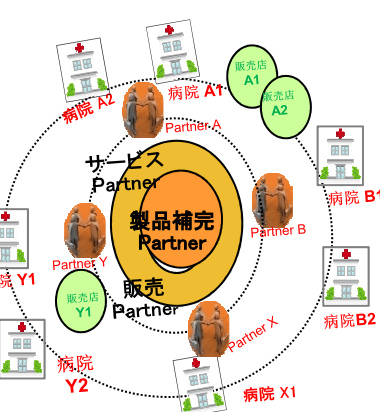 病院 A2
病院 A1
販売店
A1
販売店
A2
Partner A
サービス
Partner
病院 B1
製品補完
Partner
Partner B
Partner Y
院 Y1
販売店
Y1
販売
Partner
Partner X
病院B2
病院
Y2
病院 X1